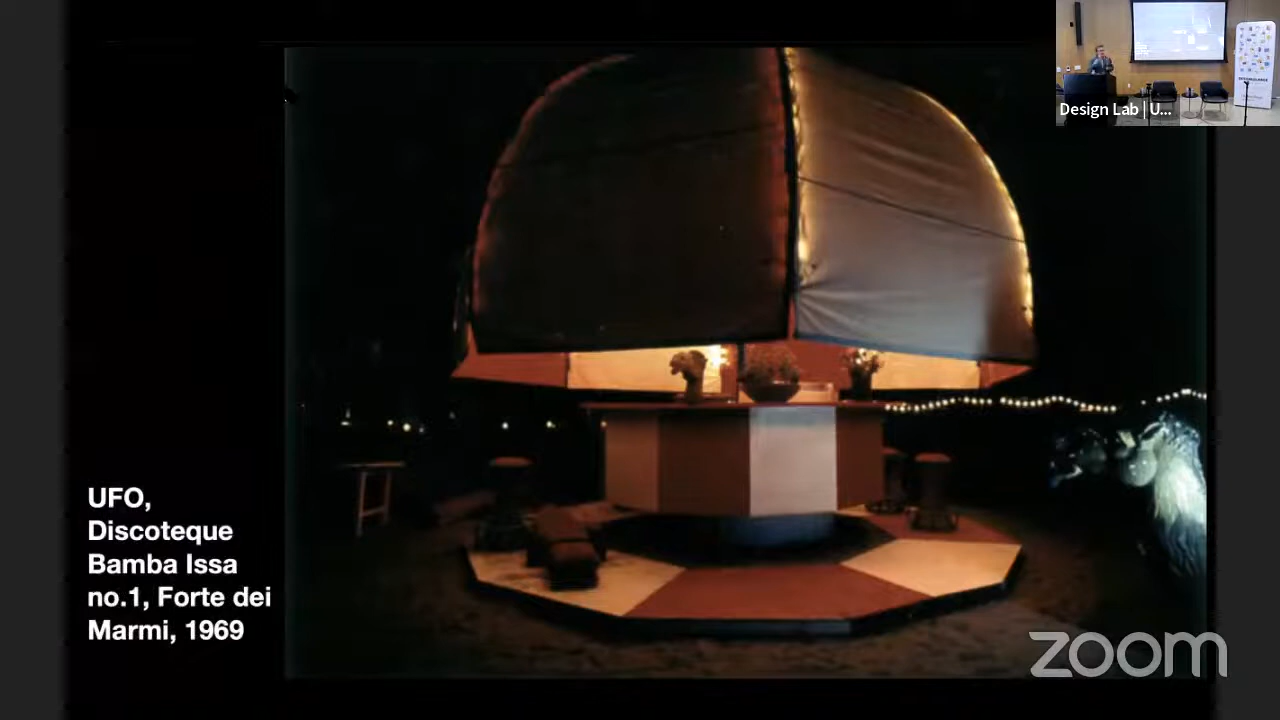 Design Lab | U...
UFO,
Discoteque
Bamba Issa
no.1, Forte dei
Marmi, 1969
zoom